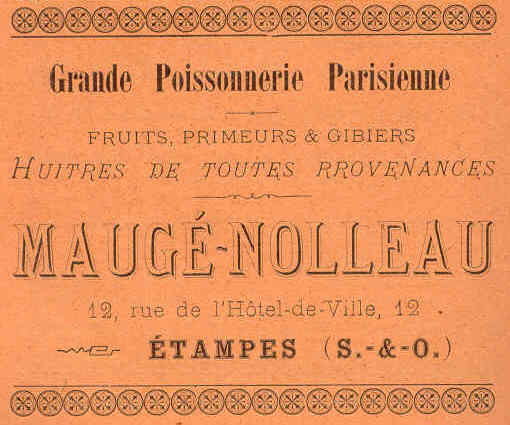 Grande Poissonnerie Parisienne
FRUITS, PRIMEURS & GIBIERS
HUITRES DE TOUTES RROVENANCES
MAUGÉ-NOLLEAU
12, rue de l'Hôtel-de-Ville, 12.
ÉTAMPES (S.-&-O.)